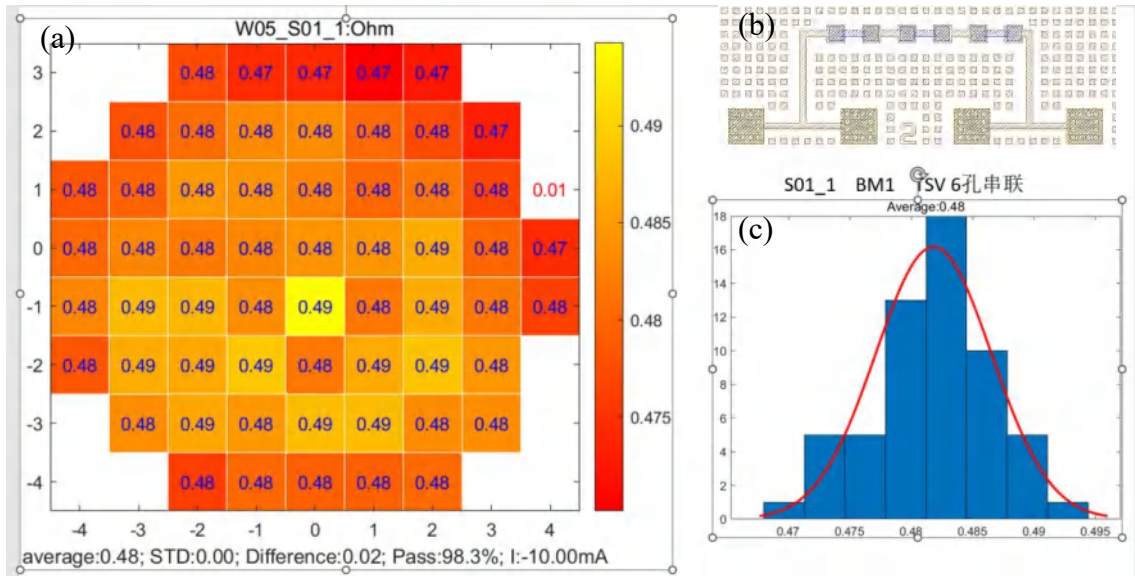 (a)
W05_S01_1:Ohm
3 0.48 0.47 0.47 0.47 0.47
2 0.48 0.48 0.48 0.48 0.48 0.48 0.47
1 0.48 0.48 0.48 0.48 0.48 0.48 0.48 0.48 0.01
0 0.48 0.48 0.48 0.48 0.48 0.48 0.49 0.48 0.47
-1 0.48 0.49 0.49 0.48 0.49 0.48 0.49 0.48 0.48
-2 0.48 0.49 0.49 0.49 0.48 0.49 0.49 0.48
-3 0.48 0.49 0.48 0.49 0.49 0.48 0.48
-4 0.48 0.48 0.48 0.48 0.48
-4 -3 -2 -1 0 1 2 3 4
0.49
0.485
0.48
0.475
average:0.48; STD:0.00; Difference:0.02; Pass:98.3%; I:-10.00mA
(b)
2
S01_1 BM1 TSV 6孔串联
Average:0.48
(c)
18
16
14
12
10
8
6
4
2
0
0.47 0.475 0.48 0.485 0.49 0.495